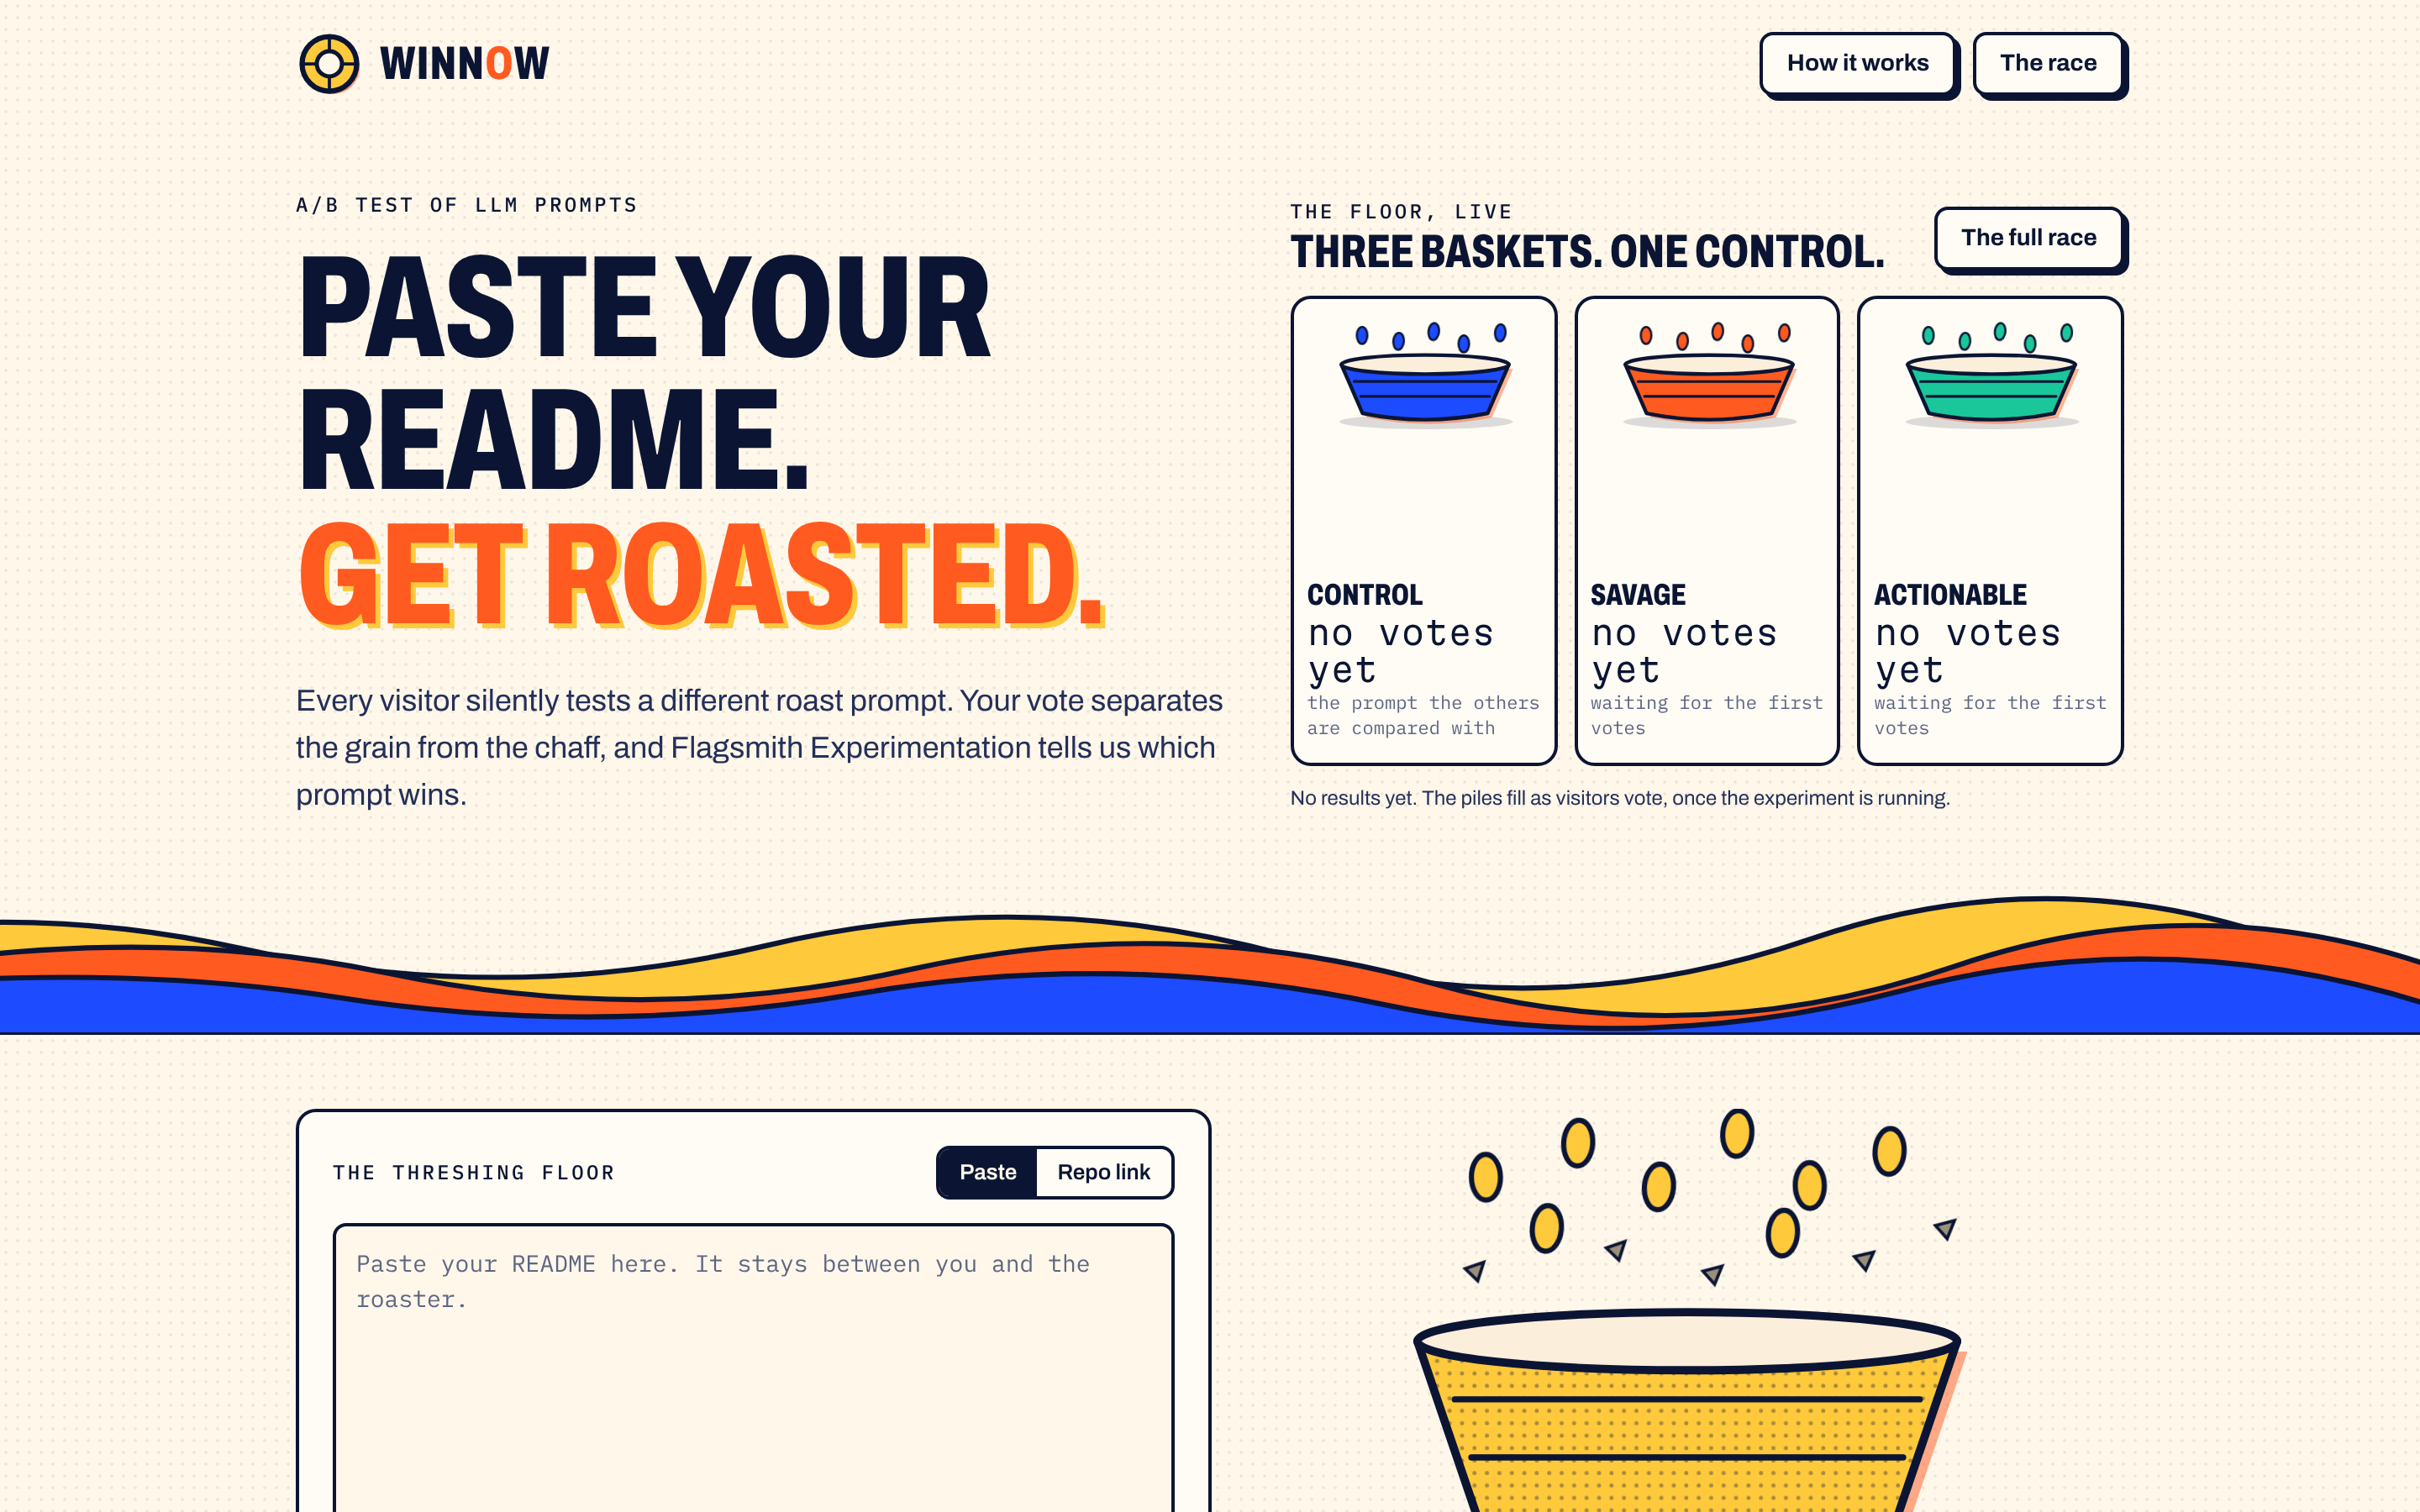 WINNOW
How it works
The race
A/B TEST OF LLM PROMPTS
PASTE YOUR
README.
GET ROASTED.
Every visitor silently tests a different roast prompt. Your vote separates
the grain from the chaff, and Flagsmith Experimentation tells us which
prompt wins.
THE FLOOR, LIVE
THREE BASKETS. ONE CONTROL.
The full race
CONTROL
no votes
yet
the prompt the others
are compared with
SAVAGE
no votes
yet
waiting for the first
votes
ACTIONABLE
no votes
yet
waiting for the first
votes
No results yet. The piles fill as visitors vote, once the experiment is running.
THE THRESHING FLOOR
Paste
Repo link
Paste your README here. It stays between you and the
roaster.